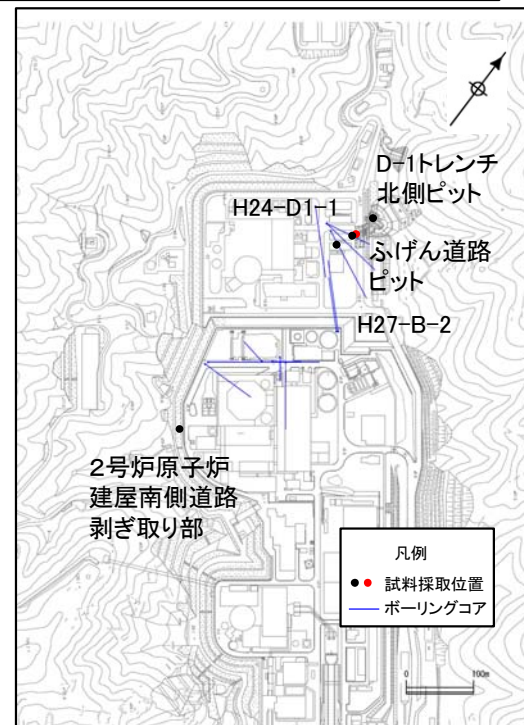 D-1トレンチ
北側ピット
H24-D1-1
ふげん道路
ピット
H27-B-2
2号炉原子炉
建屋南側道路
剥ぎ取り部
凡例
●● 試料採取位置
ボーリングコア
0 100m